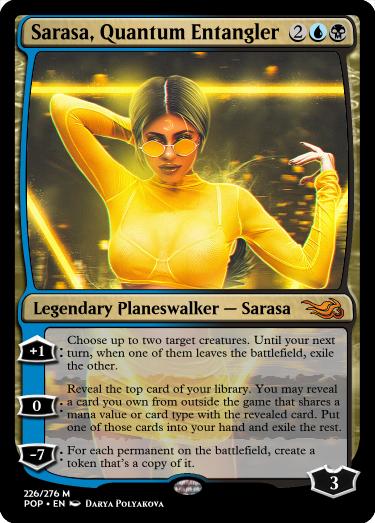 Sarasa, Quantum Entangler 2
Legendary Planeswalker — Sarasa
+1: Choose up to two target creatures. Until your next
turn, when one of them leaves the battlefield, exile
the other.
0: Reveal the top card of your library. You may reveal
a card you own from outside the game that shares a
mana value or card type with the revealed card. Put
one of those cards into your hand and exile the rest.
-7: For each permanent on the battlefield, create a
token that's a copy of it.
3
226/276 M
POP • EN Darya Polyakova